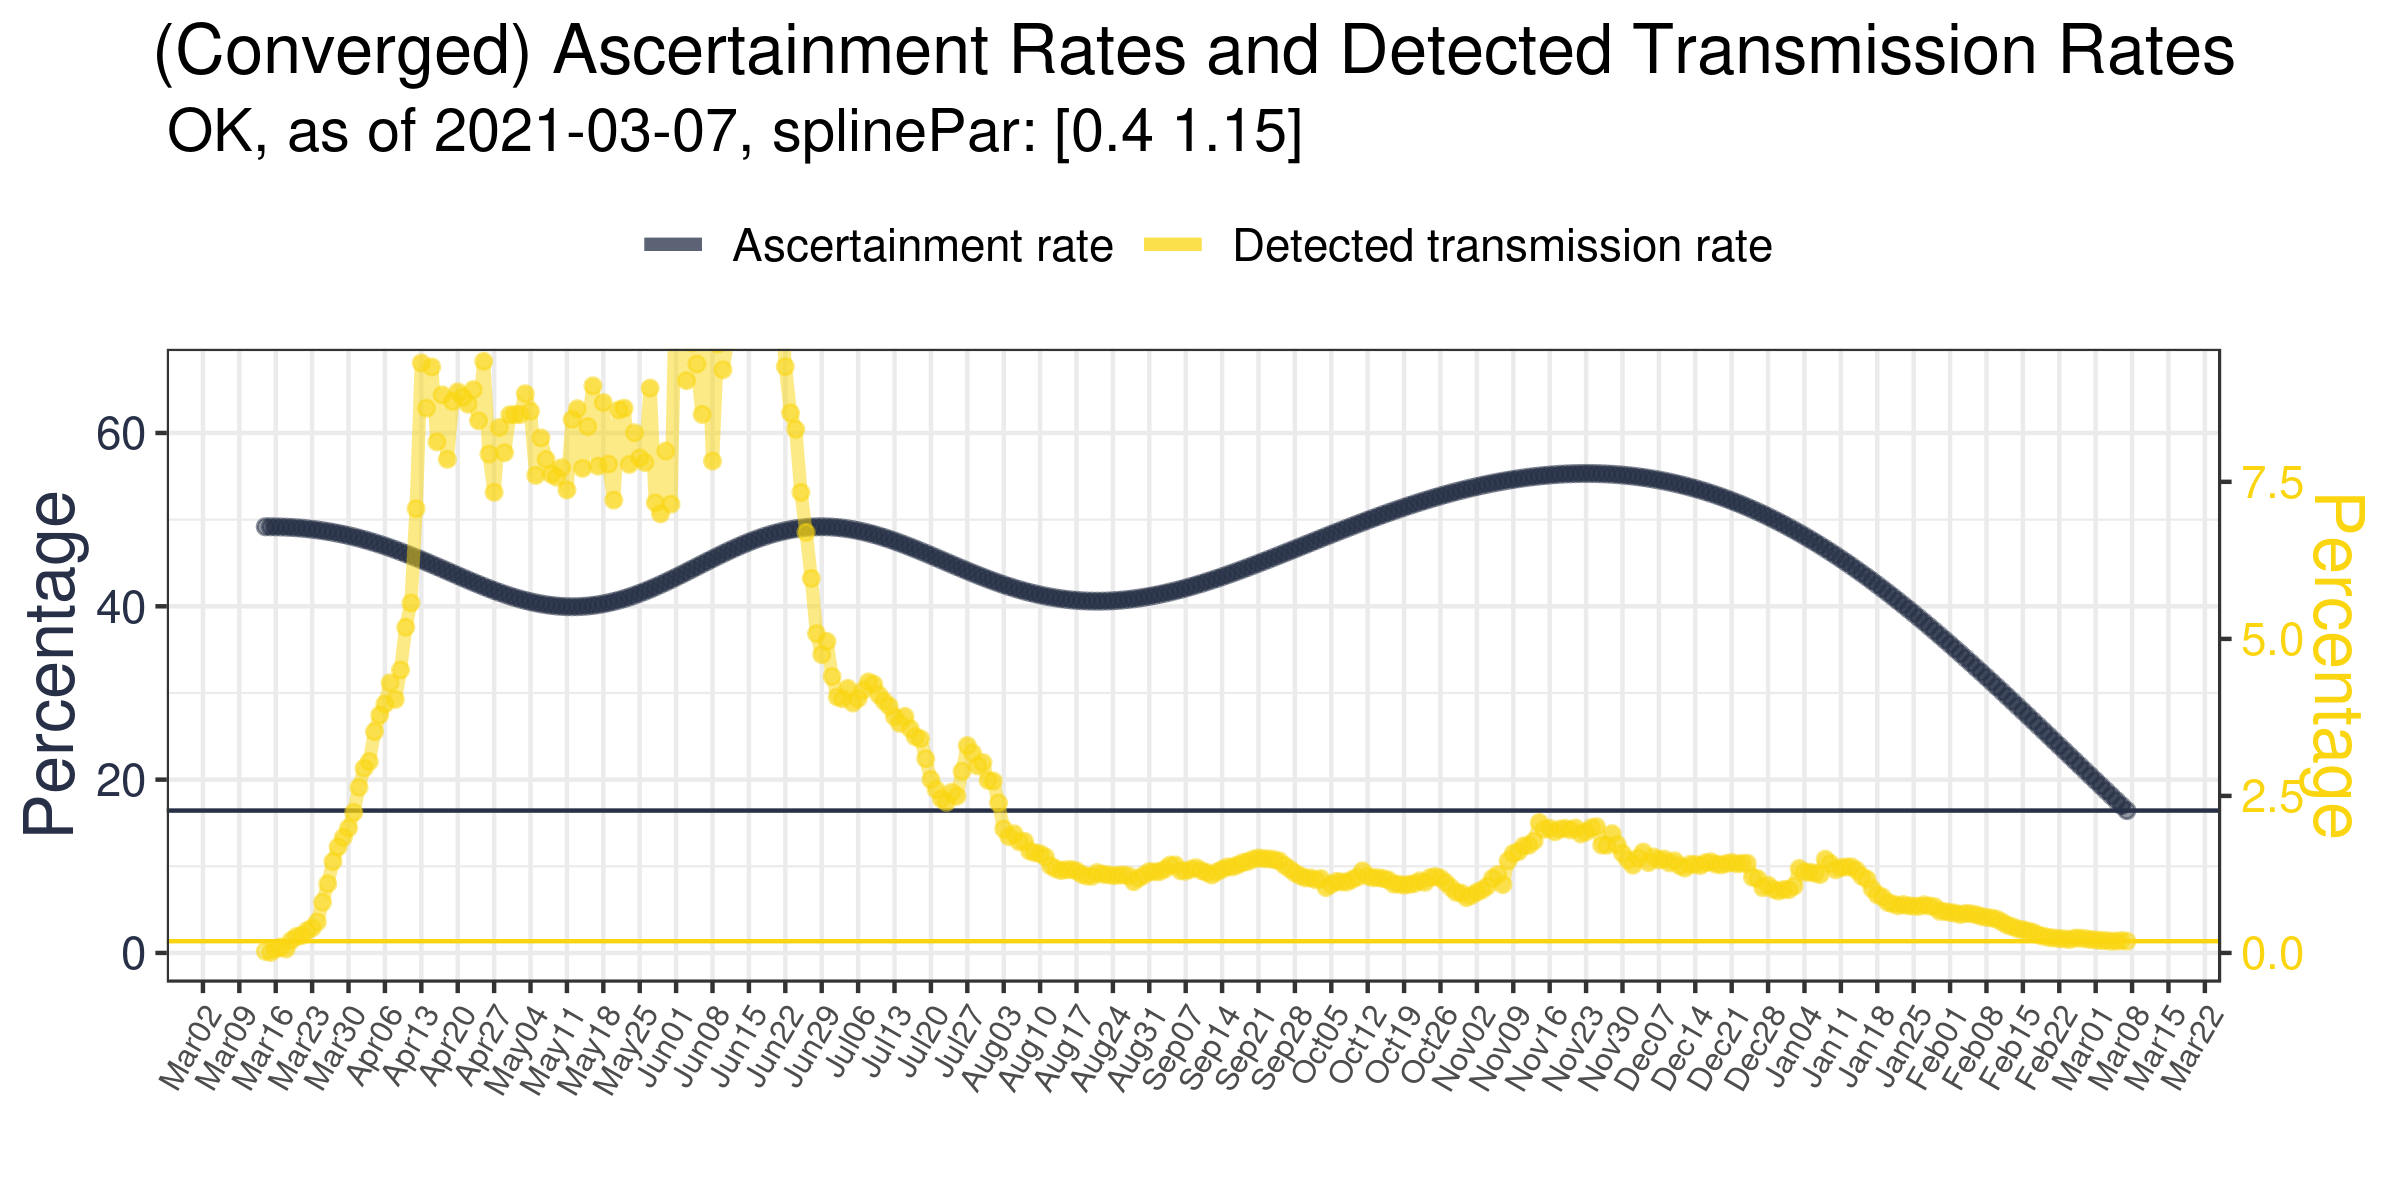 (Converged) Ascertainment Rates and Detected Transmission Rates
OK, as of 2021-03-07, splinePar: [0.4 1.15]
Ascertainment rate
Detected transmission rate
Percentage
60
40
20
0
7.5
5.0
2.5
0.0
Percentage
Mar02
Mar09
Mar16
Mar23
Mar30
Apr06
Apr13
Apr20
Apr27
May04
May11
May18
May25
Jun01
Jun08
Jun15
Jun22
Jun29
Jul06
Jul13
Jul20
Jul27
Aug03
Aug10
Aug17
Aug24
Aug31
Sep07
Sep14
Sep21
Sep28
Oct05
Oct12
Oct19
Oct26
Nov02
Nov09
Nov16
Nov23
Nov30
Dec07
Dec14
Dec21
Dec28
Jan04
Jan11
Jan18
Jan25
Feb01
Feb08
Feb15
Feb22
Mar01
Mar08
Mar15
Mar22